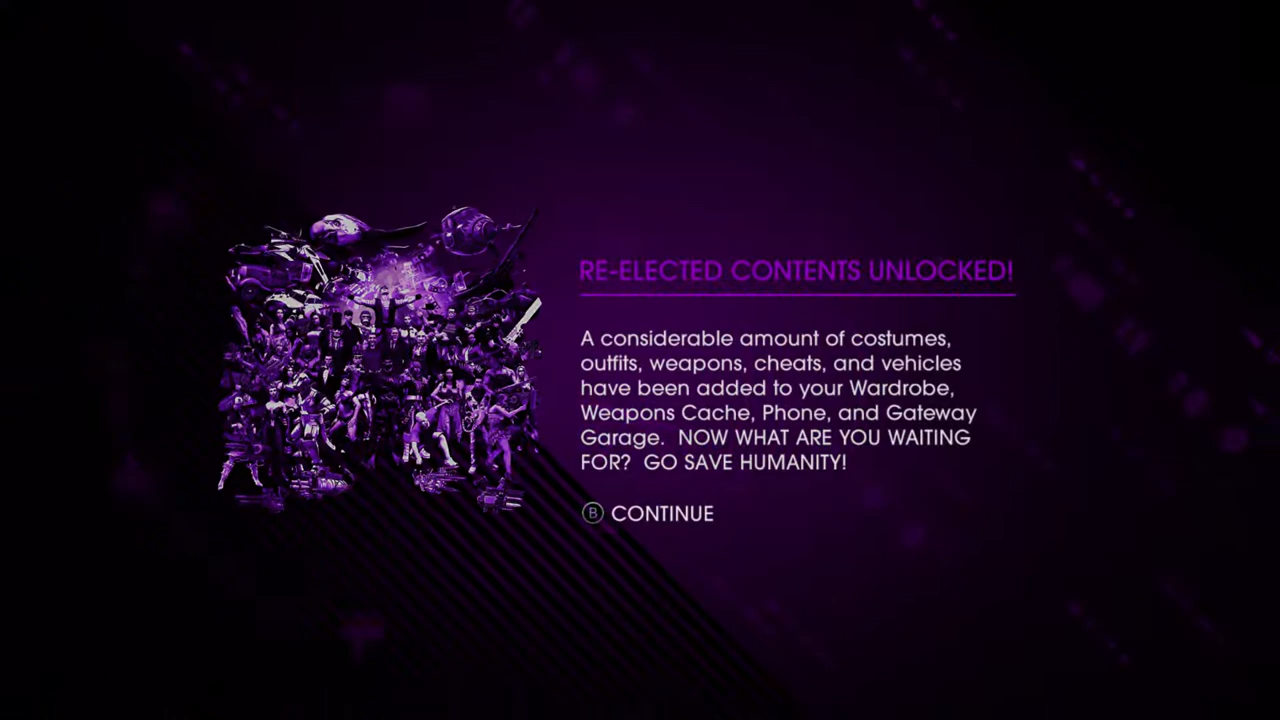 RE-ELECTED CONTENTS UNLOCKED!
A considerable amount of costumes,
outfits, weapons, cheats, and vehicles
have been added to your Wardrobe,
Weapons Cache, Phone, and Gateway
Garage.  NOW WHAT ARE YOU WAITING
FOR?  GO SAVE HUMANITY!
B CONTINUE